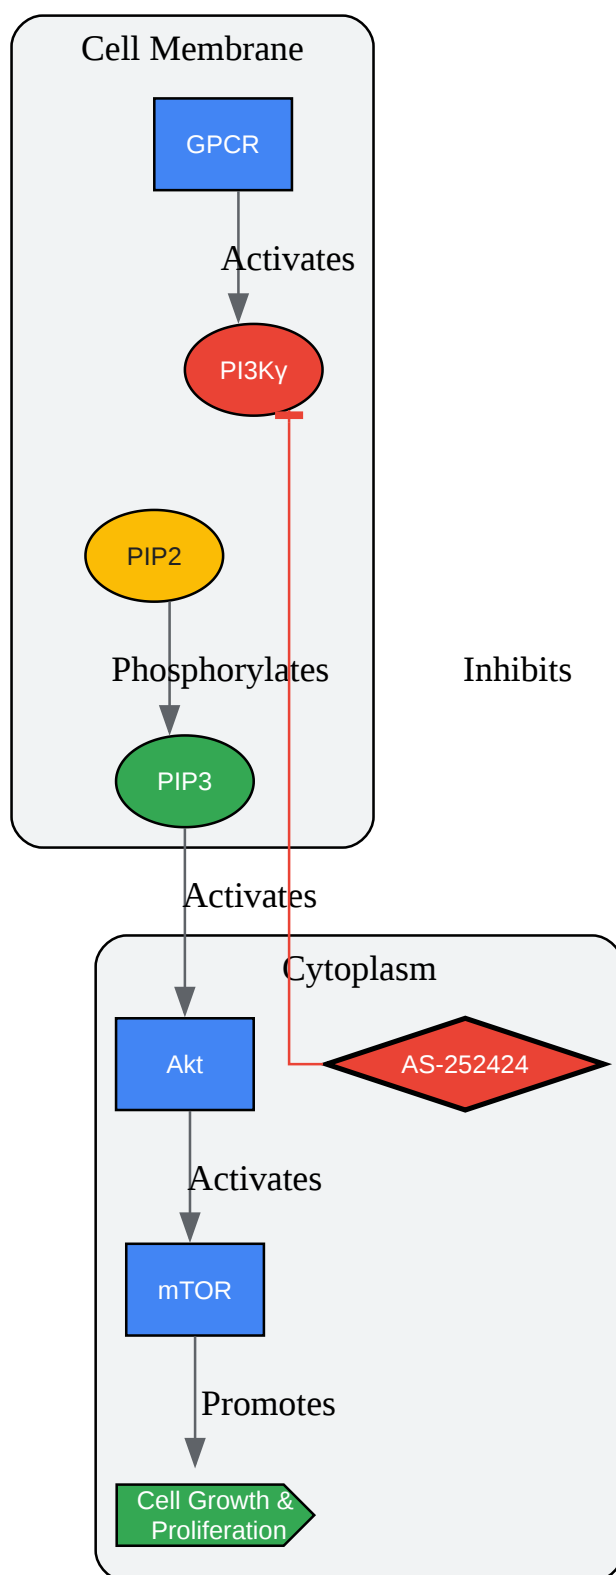 Cell Membrane
GPCR
Activates
PI3Kγ
PIP2
Phosphorylates
Inhibits
PIP3
Activates
Cytoplasm
Akt
AS-252424
Activates
mTOR
Promotes
Cell Growth &
Proliferation